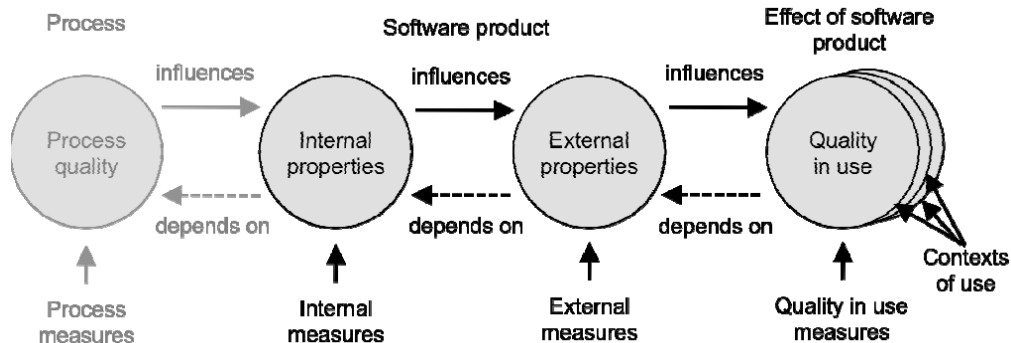 Process
Software product
Effect of software
product
influences
influences
influences
Process
quality
Internal
properties
External
properties
Quality
in use
depends on
depends on
depends on
Contexts
of use
Process
measures
Internal
measures
External
measures
Quality in use
measures